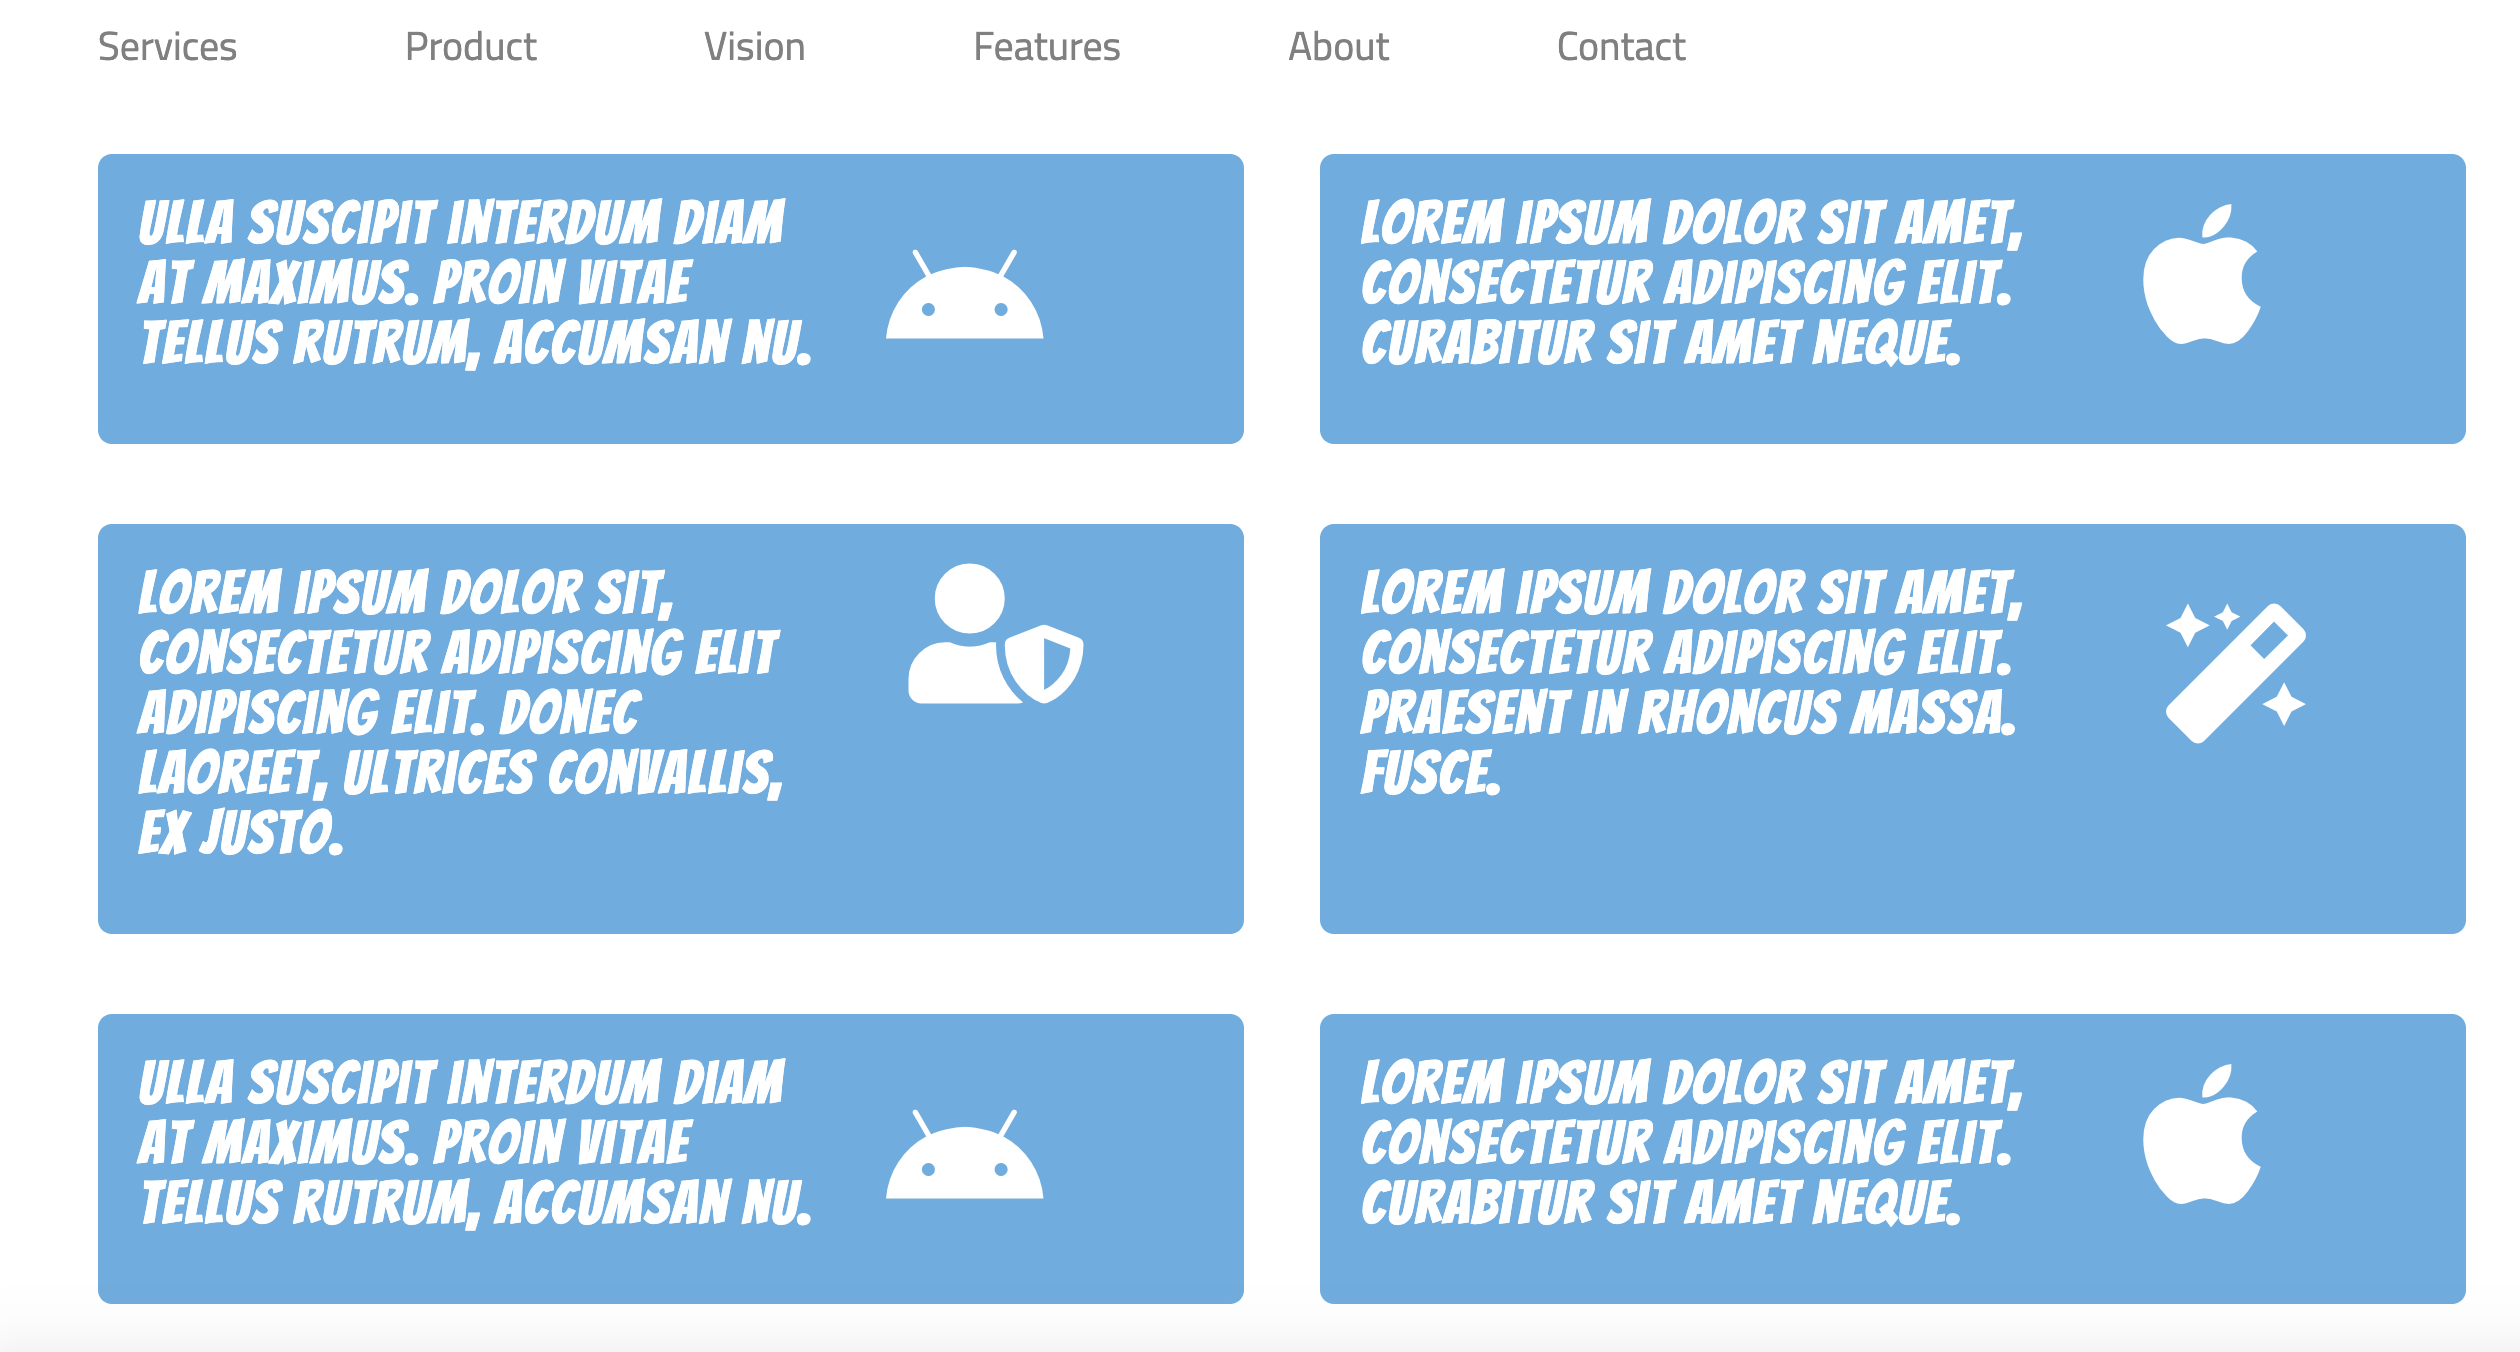 Services Product Vision Features About Contact
ULLA SUSCIPIT INTERDUM DIAM
AT MAXIMUS. PROIN VITAE
TELLUS RUTRUM, ACCUMSAN NU.
LOREM IPSUM DOLOR SIT AMET,
CONSECTETUR ADIPISCING ELIT.
CURABITUR SIT AMET NEQUE.
LOREM IPSUM DOLOR SIT,
CONSECTETUR ADIPISCING ELIT
ADIPISCING ELIT. DONEC
LAOREET, ULTRICES CONVALLIS,
EX JUSTO.
LOREM IPSUM DOLOR SIT AMET,
CONSECTETUR ADIPISCING ELIT.
PRAESENT IN RHONCUS MASSA.
FUSCE.
ULLA SUSCIPIT INTERDUM DIAM
AT MAXIMUS. PROIN VITAE
TELLUS RUTRUM, ACCUMSAN NU.
LOREM IPSUM DOLOR SIT AMET,
CONSECTETUR ADIPISCING ELIT.
CURABITUR SIT AMET NEQUE.